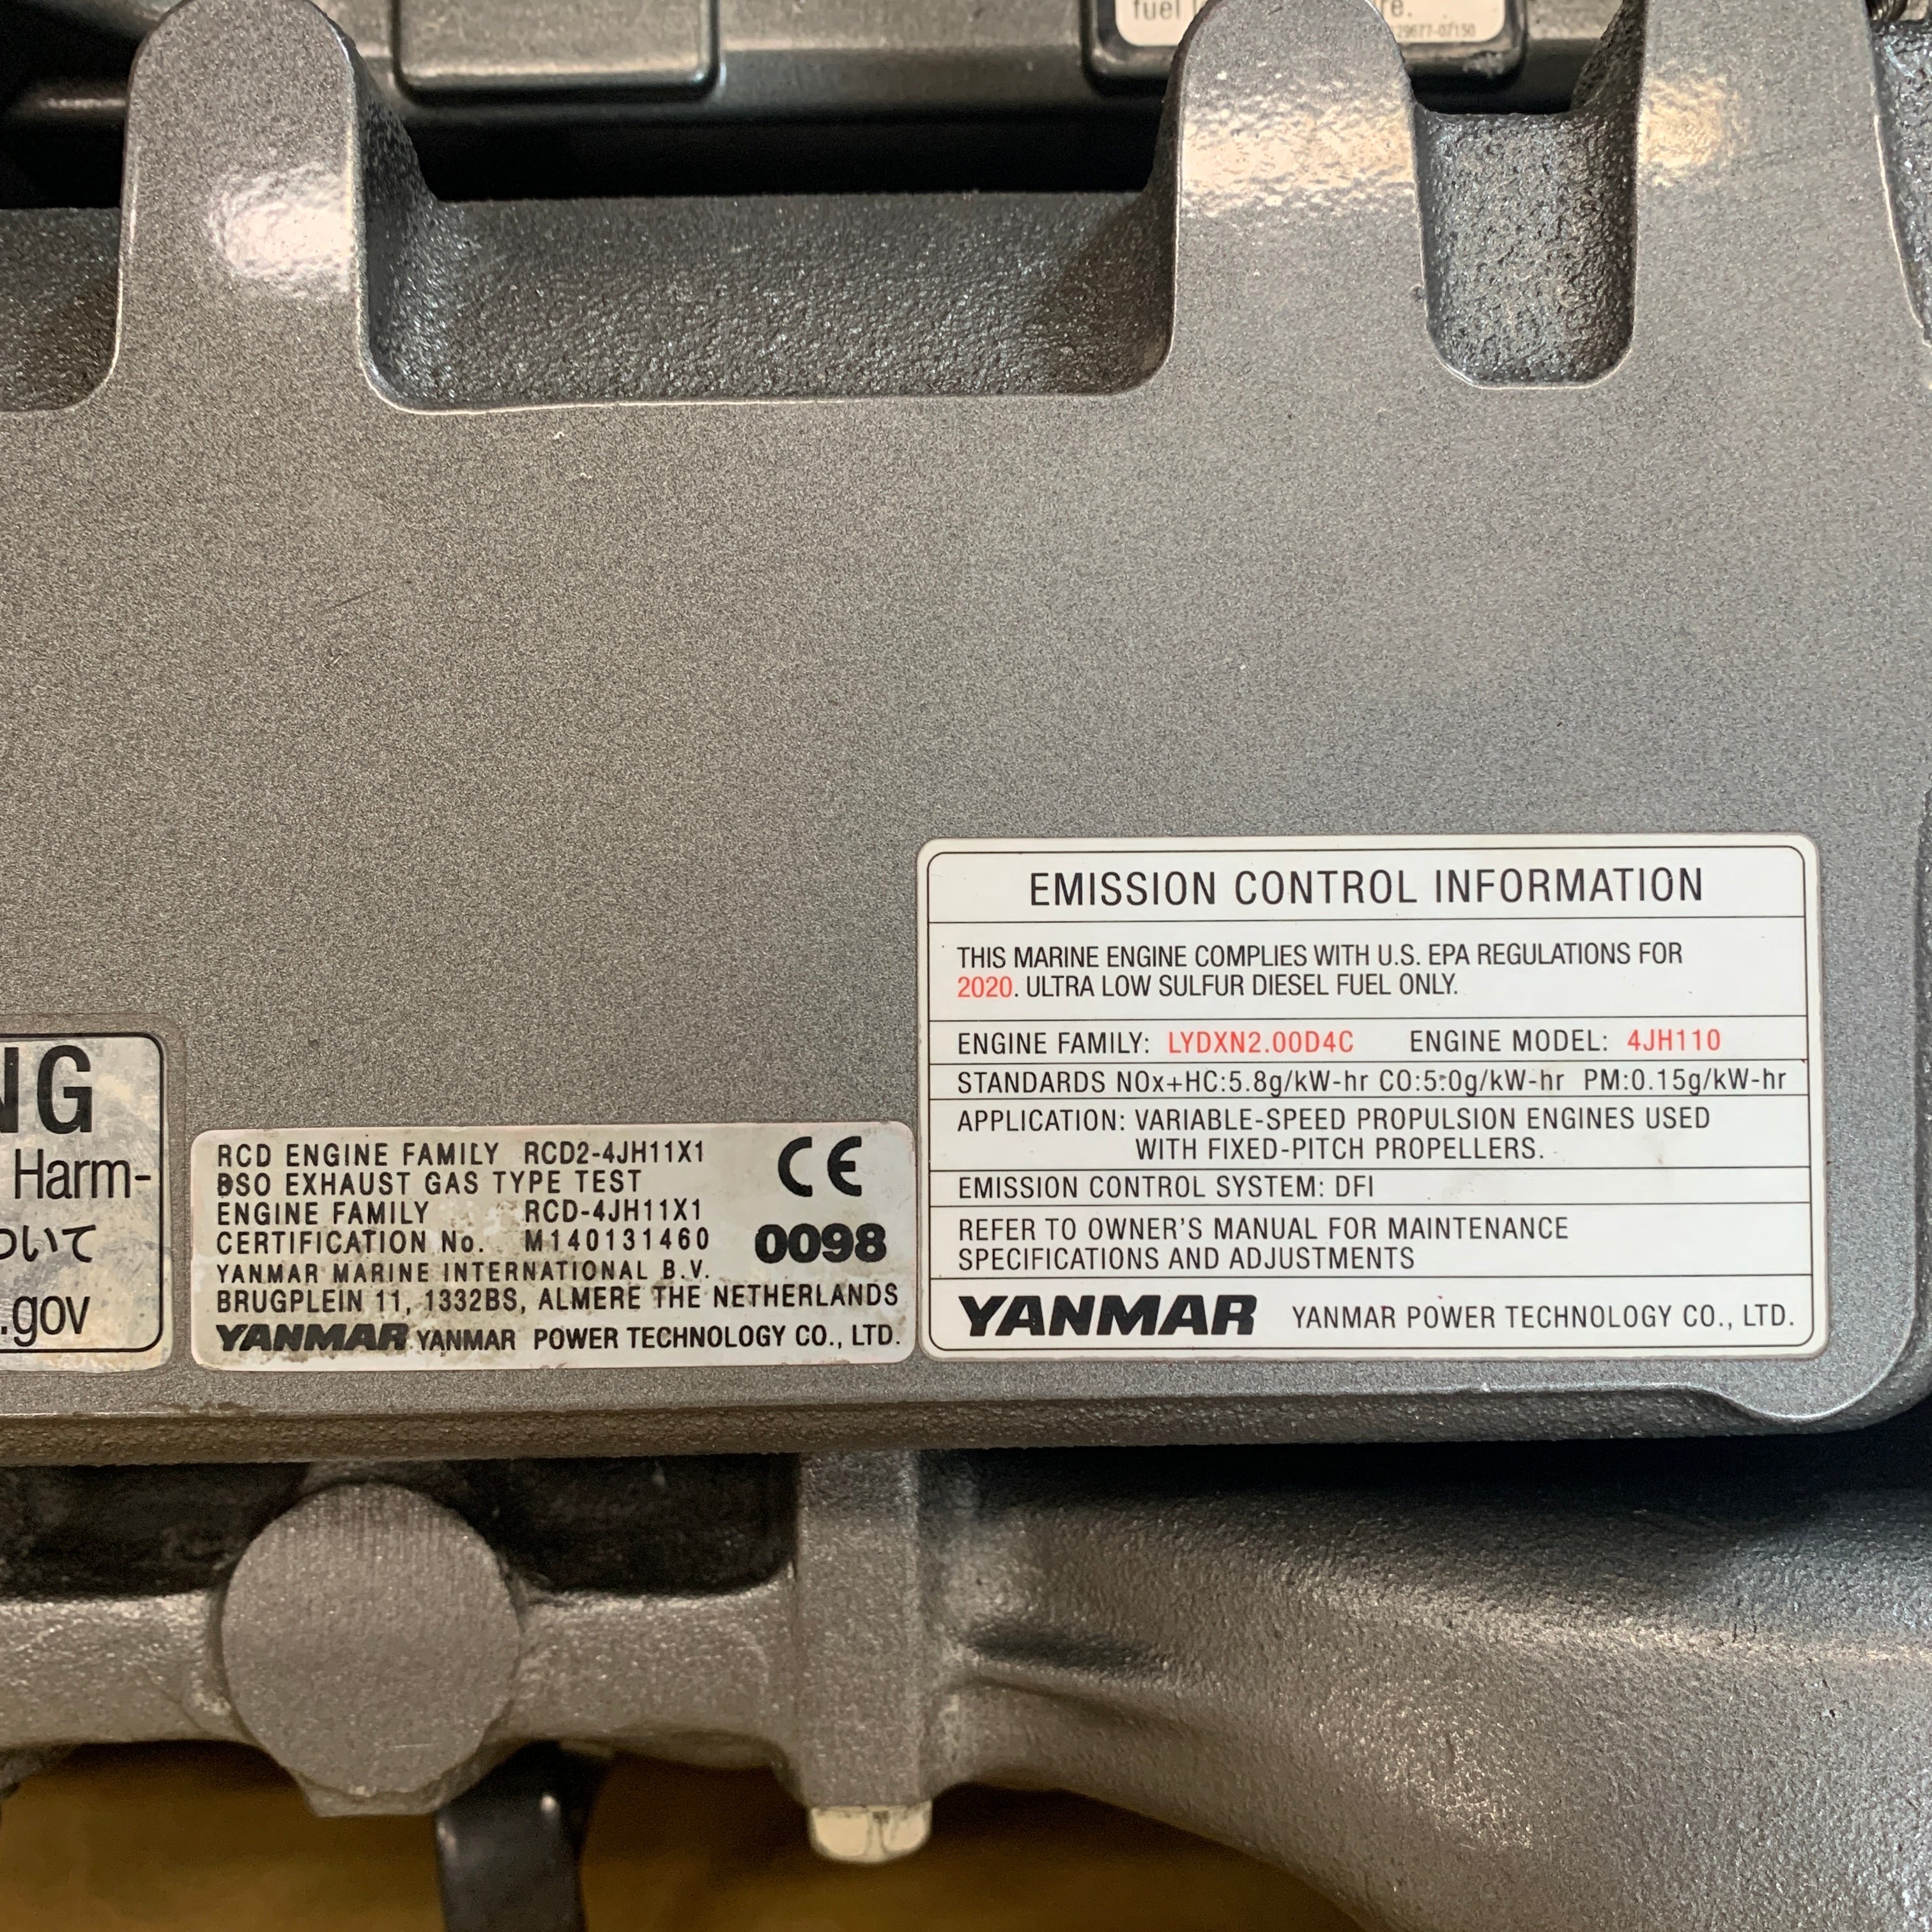 fuel
re.
29677-07150
NG
Harm-
ついて
.gov
RCD ENGINE FAMILY RCD2-4JH11X1
BSO EXHAUST GAS TYPE TEST
ENGINE FAMILY RCD-4JH11X1
CERTIFICATION No. M140131460
YANMAR MARINE INTERNATIONAL B.V.
BRUGPLEIN 11, 1332BS, ALMERE THE NETHERLANDS
YANMAR YANMAR POWER TECHNOLOGY CO., LTD.
CE
0098
EMISSION CONTROL INFORMATION
THIS MARINE ENGINE COMPLIES WITH U.S. EPA REGULATIONS FOR
2020. ULTRA LOW SULFUR DIESEL FUEL ONLY.
ENGINE FAMILY: LYDXN2.00D4C ENGINE MODEL: 4JH110
STANDARDS NOx+HC:5.8g/kW-hr CO:5.0g/kW-hr PM:0.15g/kW-hr
APPLICATION: VARIABLE-SPEED PROPULSION ENGINES USED
WITH FIXED-PITCH PROPELLERS.
EMISSION CONTROL SYSTEM: DFI
REFER TO OWNER'S MANUAL FOR MAINTENANCE
SPECIFICATIONS AND ADJUSTMENTS
YANMAR YANMAR POWER TECHNOLOGY CO., LTD.